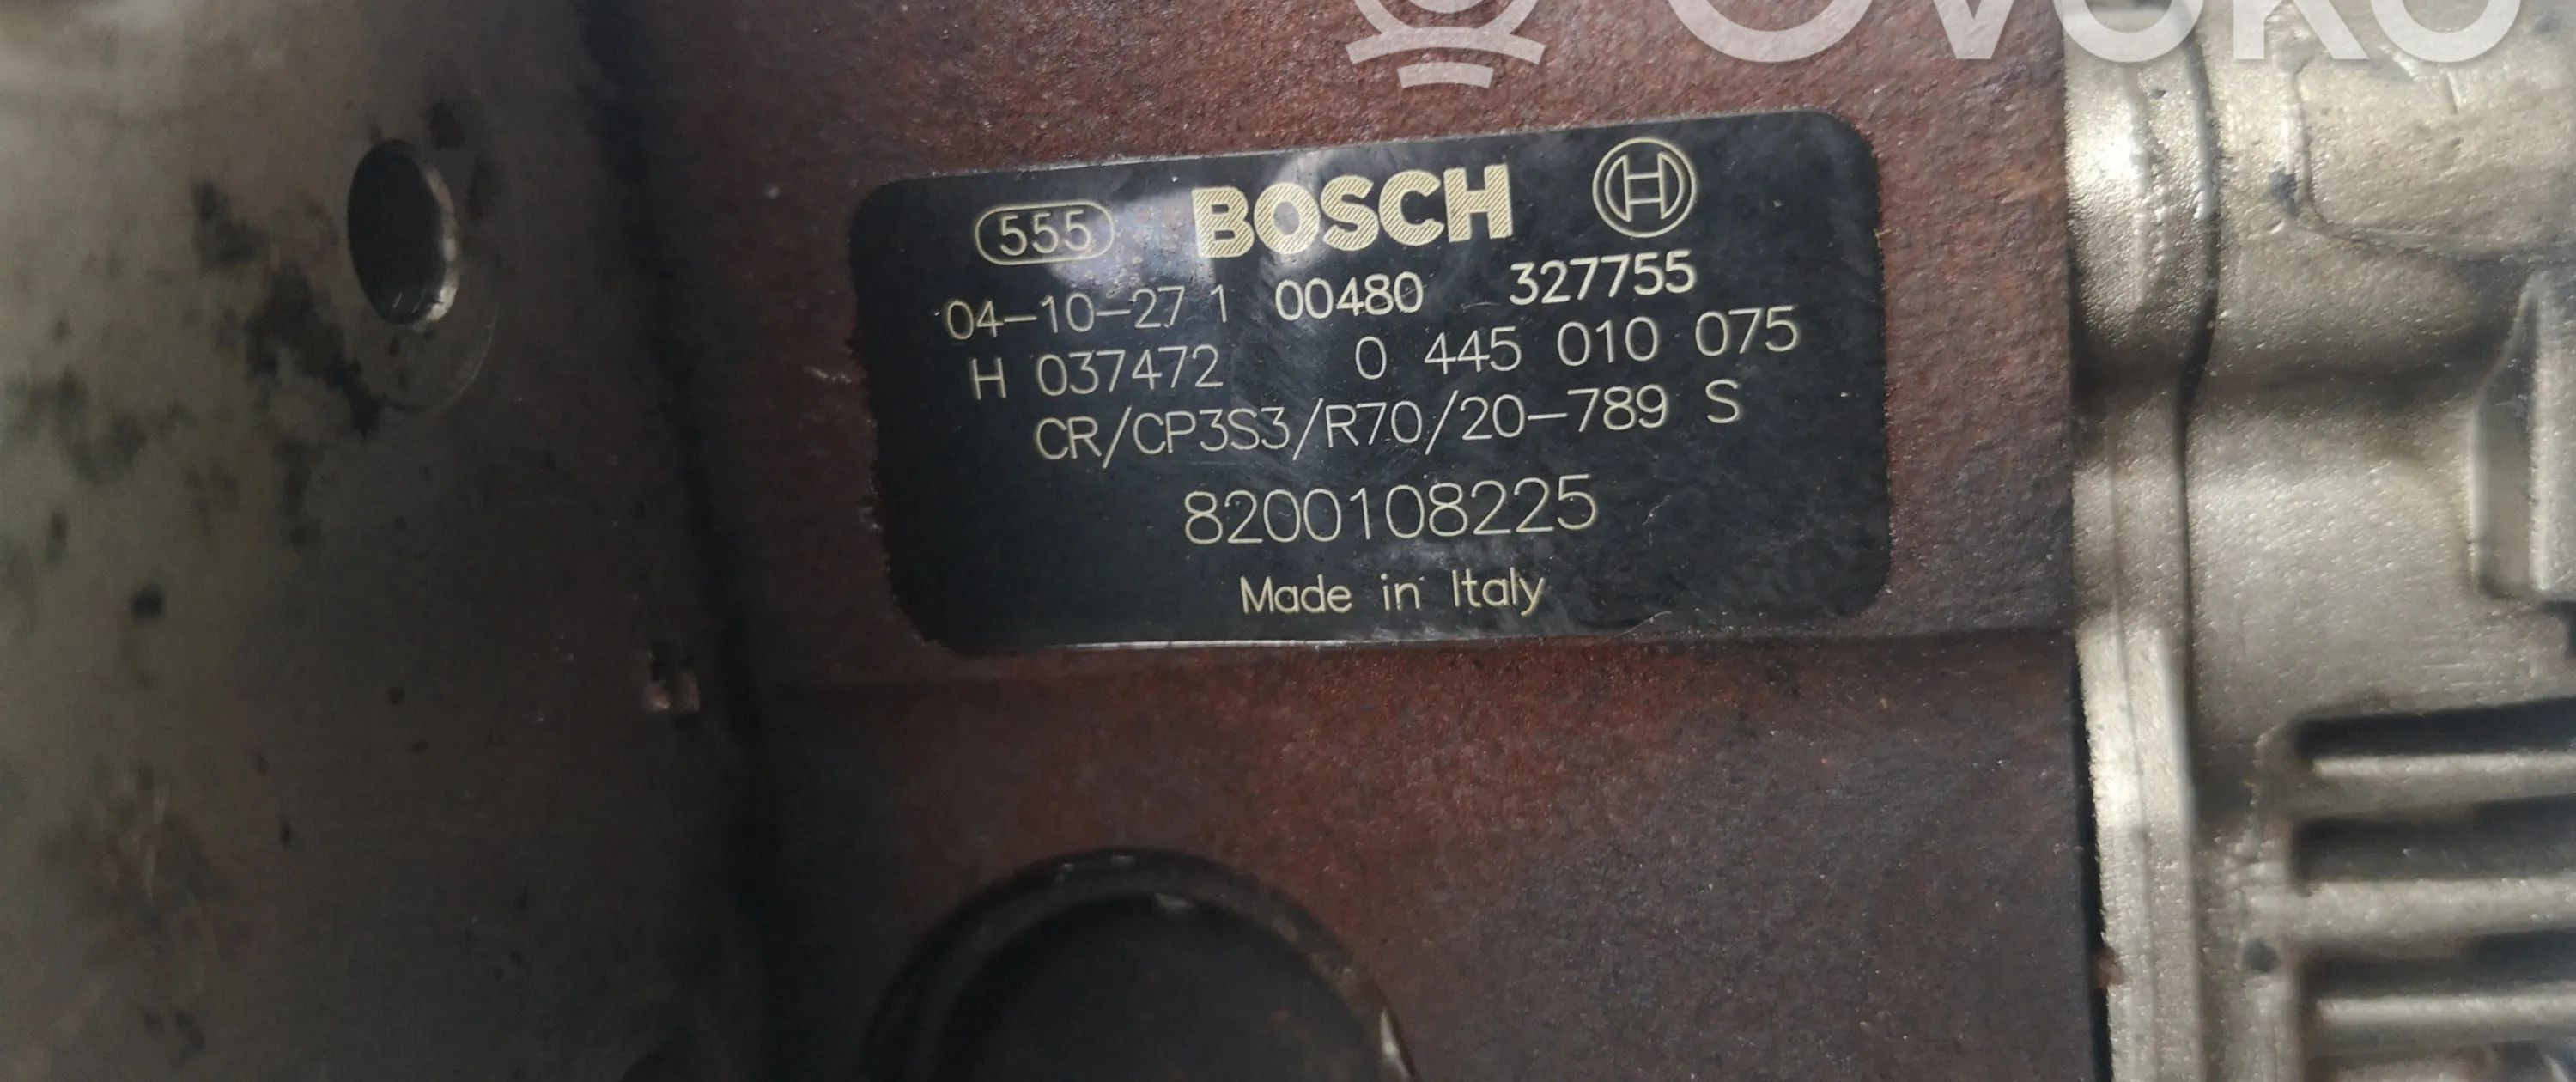 ovoko
555 BOSCH
04-10-27 1 00480 327755
H 037472 0 445 010 075
CR/CP3S3/R70/20-789 S
8200108225
Made in Italy